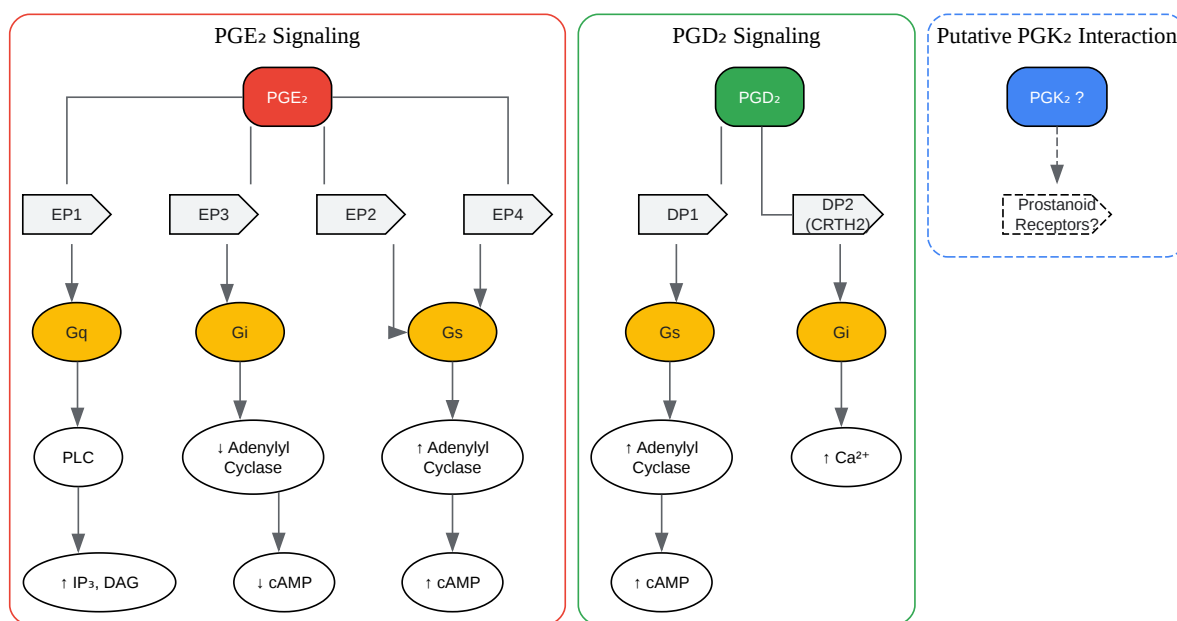 PGE₂ Signaling
PGE₂
EP1
EP3
EP2
EP4
Gq
Gi
Gs
PLC
↓ Adenylyl
Cyclase
↑ Adenylyl
Cyclase
↑ IP₃, DAG
↓ cAMP
↑ cAMP
PGD₂ Signaling
PGD₂
DP1
DP2
(CRTH2)
Gs
Gi
↑ Adenylyl
Cyclase
↑ Ca²⁺
↑ cAMP
Putative PGK₂ Interaction
PGK₂ ?
Prostanoid
Receptors?